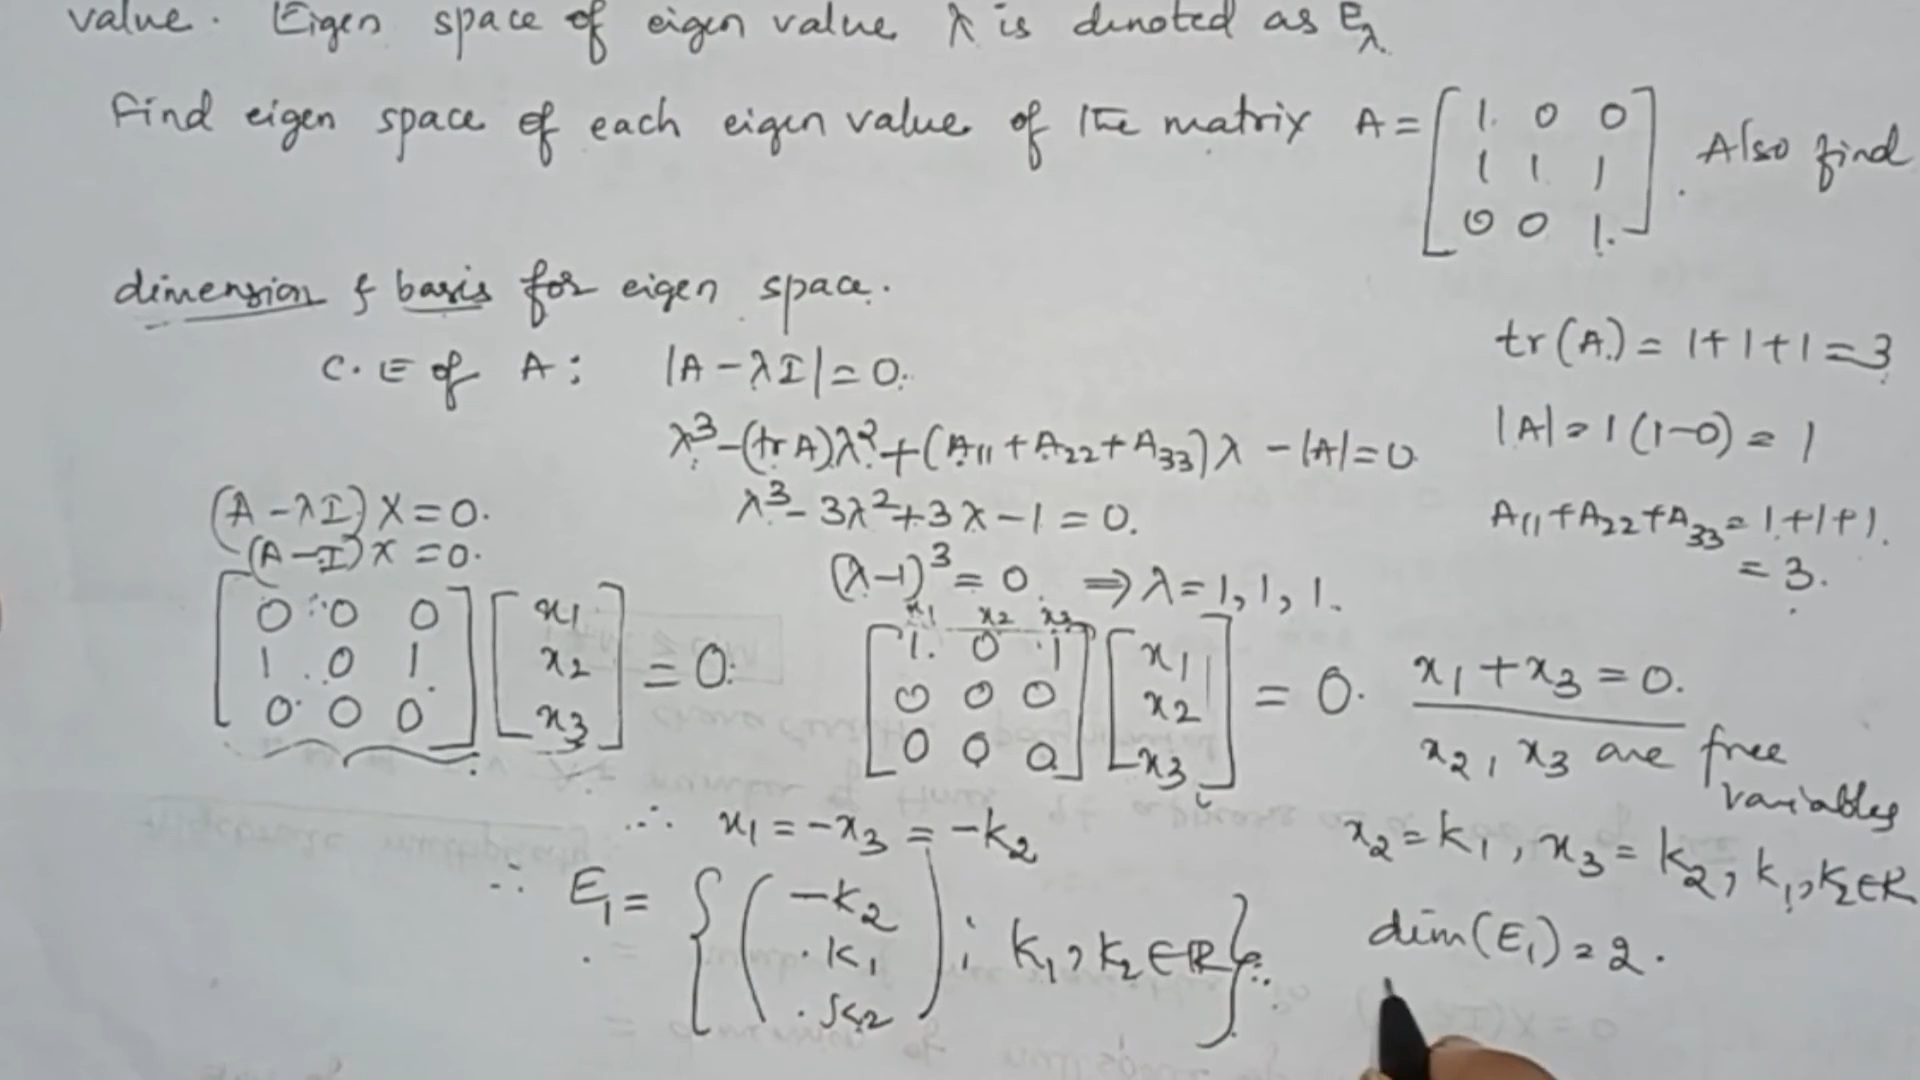 value. Eigen space of eigen value λ is denoted as E_λ.
Find eigen space of each eigen value of the matrix A = [1 0 0; 1 1 1; 0 0 1]. Also find
dimension & basis for eigen space.
C.E of A: |A - λI| = 0.
tr(A) = 1+1+1 = 3
λ³ - (tr A)λ² + (A₁₁ + A₂₂ + A₃₃)λ - |A| = 0
|A| = 1(1-0) = 1
λ³ - 3λ² + 3λ - 1 = 0.
A₁₁ + A₂₂ + A₃₃ = 1+1+1.
= 3.
(λ-1)³ = 0 ⇒ λ = 1, 1, 1.
(A - λI) X = 0.
(A - I) X = 0.
[0 0 0; 1 0 1; 0 0 0] [x₁; x₂; x₃] = 0.
x₁ x₂ x₃
[1 0 1; 0 0 0; 0 0 0] [x₁; x₂; x₃] = 0.
x₁ + x₃ = 0.
x₂, x₃ are free
variables
x₂ = k₁, x₃ = k₂, k₁, k₂ ∈ R
∴ x₁ = -x₃ = -k₂
∴ E₁ = {(-k₂; k₁; k₂) ; k₁, k₂ ∈ ℝ}.
dim(E₁) = 2.